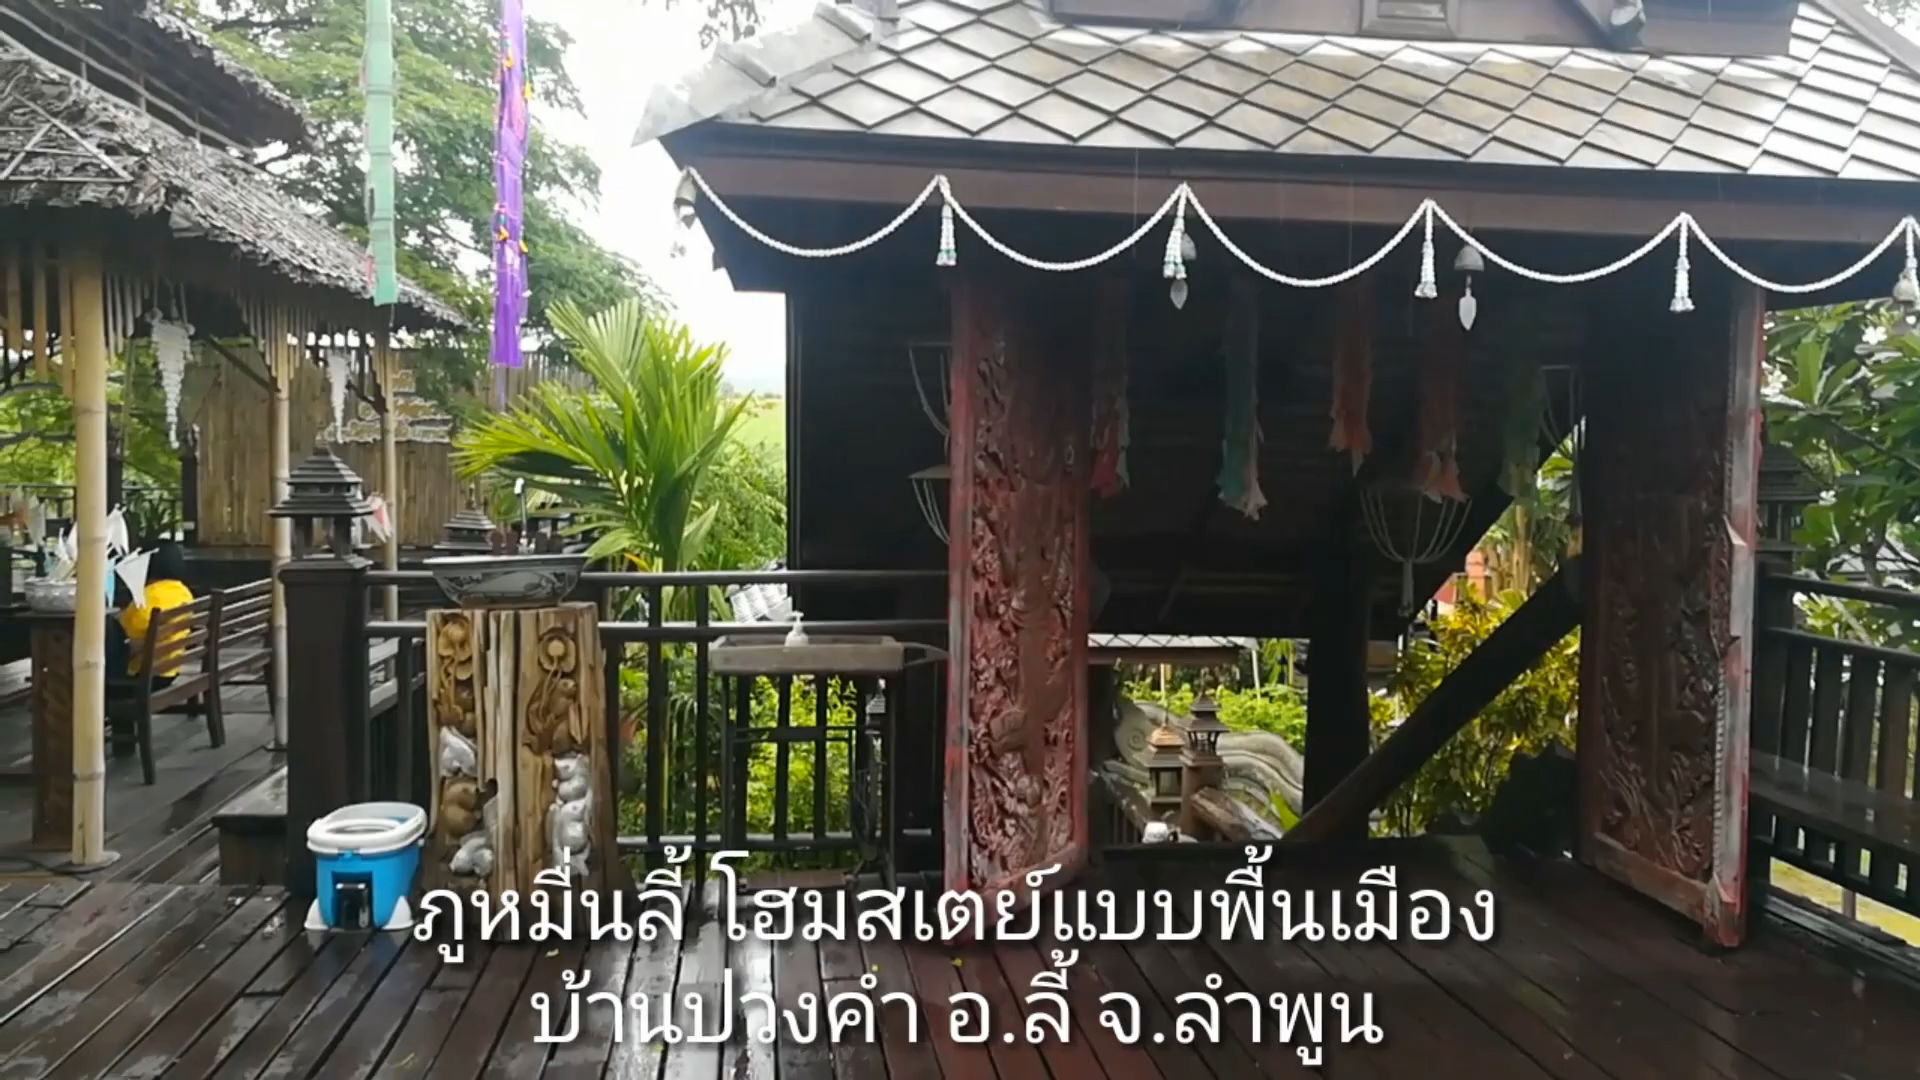 ภูหมื่นลี้ โฮมสเตย์แบบพื้นเมือง
บ้านปวงคำ อ.ลี้ จ.ลำพูน